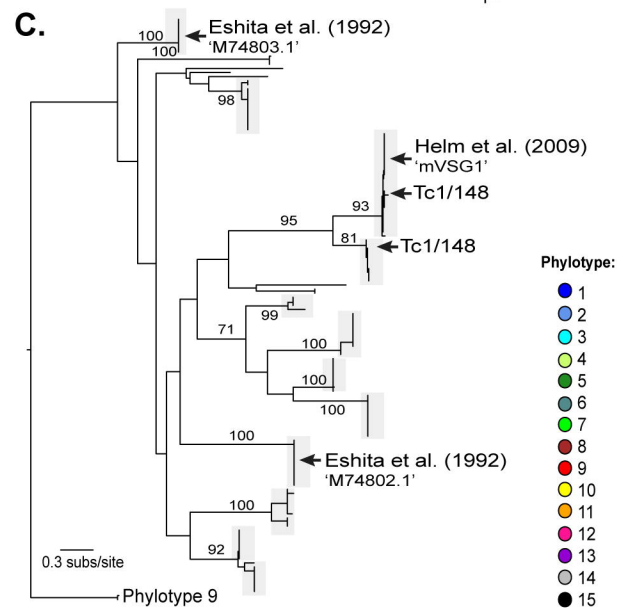 C.
100
Eshita et al. (1992)
'M74803.1'
100
98
Helm et al. (2009)
'mVSG1'
93
Tc1/148
95
81
Tc1/148
Phylotype:
1
2
3
4
5
6
7
8
9
10
11
12
13
14
15
99
71
100
100
100
100
Eshita et al. (1992)
'M74802.1'
100
92
0.3 subs/site
Phylotype 9